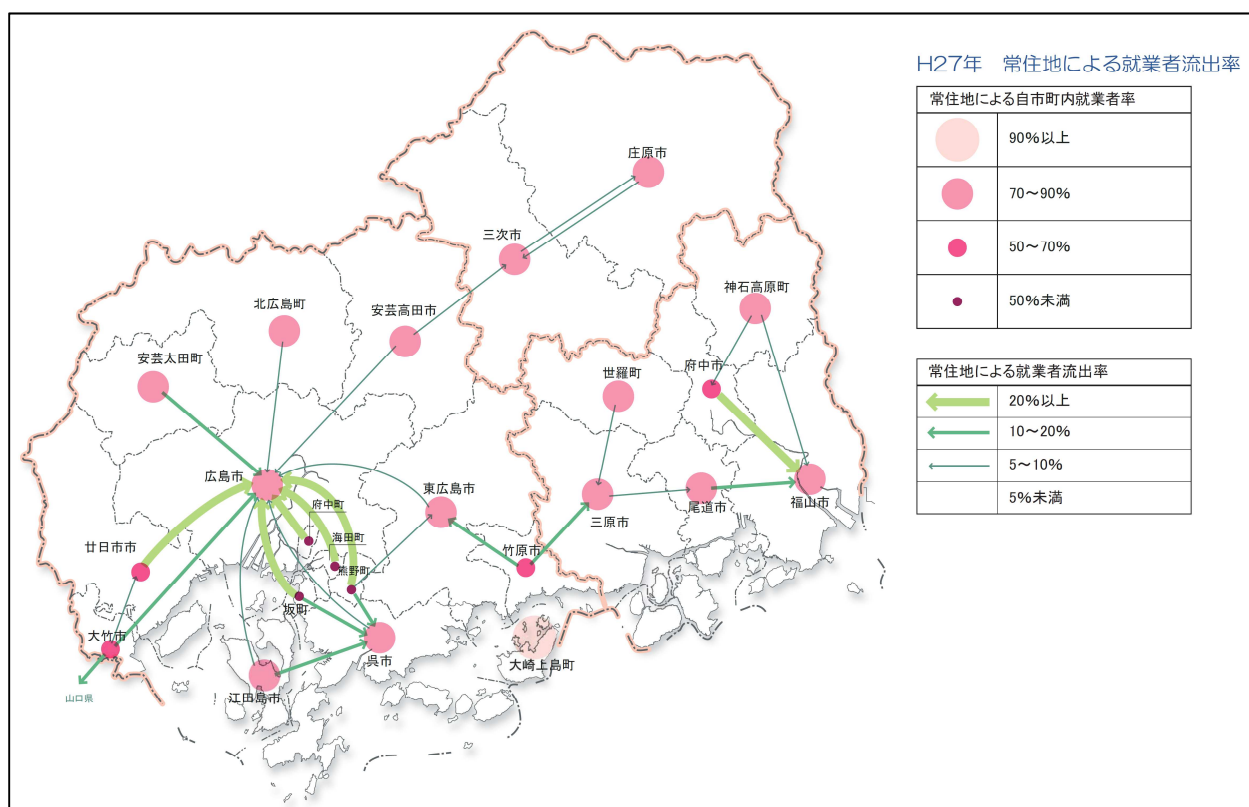 H27年 常住地による就業者流出率
常住地による自市町内就業者率
90%以上
70～90%
50～70%
50%未満
常住地による就業者流出率
20%以上
10～20%
5～10%
5%未満
庄原市
三次市
神石高原町
北広島町
安芸高田市
安芸太田町
世羅町
府中市
広島市
東広島市
府中町
三原市
尾道市
福山市
海田町
廿日市市
竹原市
熊野町
坂町
大竹市
呉市
大崎上島町
江田島市
山口県